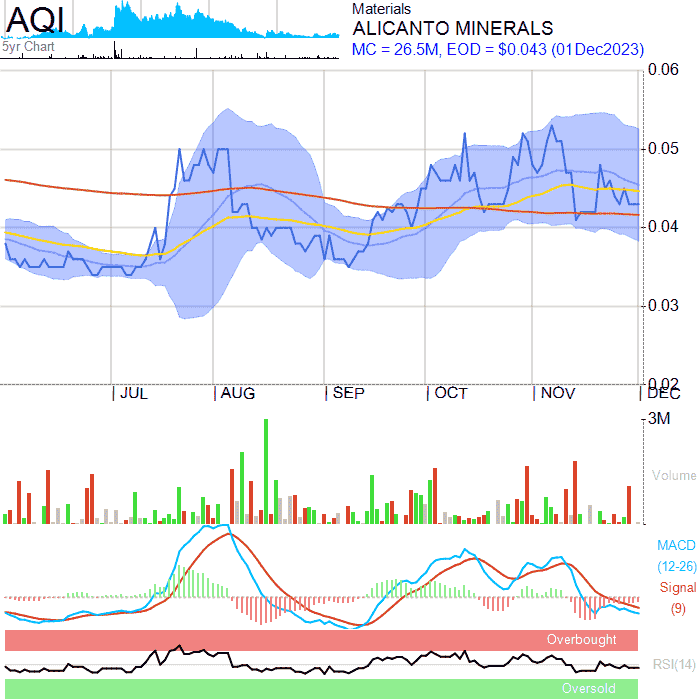 AQI
5yr Chart
Materials
ALICANTO MINERALS
MC = 26.5M, EOD = $0.043 (01Dec2023)
0.06
0.05
0.04
0.03
0.02
JUL AUG SEP OCT NOV DEC
3M
Volume
MACD
(12-26)
Signal
(9)
Overbought
RSI(14)
Oversold